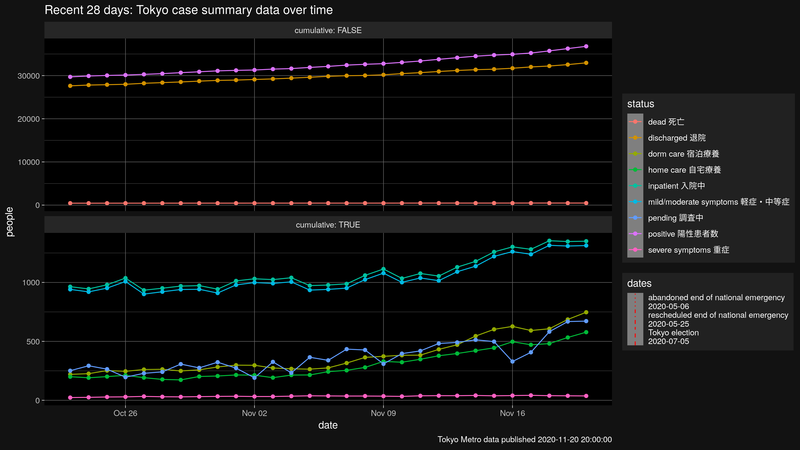 Recent 28 days: Tokyo case summary data over time
cumulative: FALSE
30000
20000
10000
0
cumulative: TRUE
1000
500
0
people
Oct 26
Nov 02
Nov 09
Nov 16
date
status
dead 死亡
discharged 退院
dorm care 宿泊療養
home care 自宅療養
inpatient 入院中
mild/moderate symptoms 軽症・中等症
pending 調査中
positive 陽性患者数
severe symptoms 重症
dates
abandoned end of national emergency
2020-05-06
rescheduled end of national emergency
2020-05-25
Tokyo election
2020-07-05
Tokyo Metro data published 2020-11-20 20:00:00